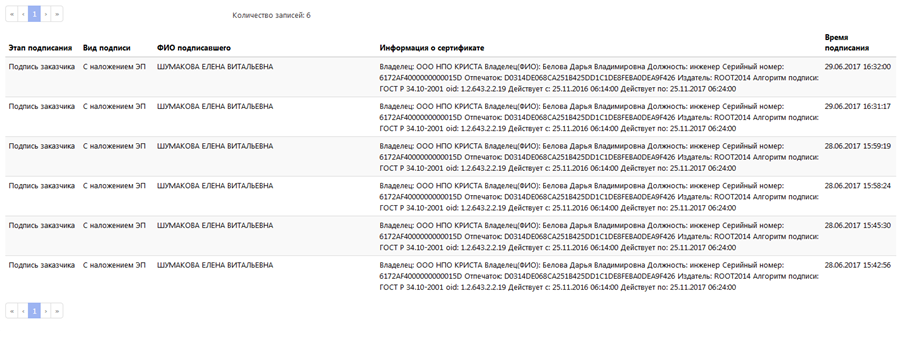 « ‹ 1 › »
Количество записей: 6
Этап подписания Вид подписи ФИО подписавшего Информация о сертификате Время подписания
Подпись заказчика С наложением ЭП ШУМАКОВА ЕЛЕНА ВИТАЛЬЕВНА Владелец: ООО НПО КРИСТА Владелец(ФИО): Белова Дарья Владимировна Должность: инженер Серийный номер: 29.06.2017 16:32:00
6172AF4000000000015D Отпечаток: D0314DE068CA251B425DD1C1DE8FEBA0DEA9F426 Издатель: ROOT2014 Алгоритм подписи:
ГОСТ Р 34.10-2001 oid: 1.2.643.2.2.19 Действует с: 25.11.2016 06:14:00 Действует по: 25.11.2017 06:24:00
Подпись заказчика С наложением ЭП ШУМАКОВА ЕЛЕНА ВИТАЛЬЕВНА Владелец: ООО НПО КРИСТА Владелец(ФИО): Белова Дарья Владимировна Должность: инженер Серийный номер: 29.06.2017 16:31:17
6172AF4000000000015D Отпечаток: D0314DE068CA251B425DD1C1DE8FEBA0DEA9F426 Издатель: ROOT2014 Алгоритм подписи:
ГОСТ Р 34.10-2001 oid: 1.2.643.2.2.19 Действует с: 25.11.2016 06:14:00 Действует по: 25.11.2017 06:24:00
Подпись заказчика С наложением ЭП ШУМАКОВА ЕЛЕНА ВИТАЛЬЕВНА Владелец: ООО НПО КРИСТА Владелец(ФИО): Белова Дарья Владимировна Должность: инженер Серийный номер: 28.06.2017 15:59:19
6172AF4000000000015D Отпечаток: D0314DE068CA251B425DD1C1DE8FEBA0DEA9F426 Издатель: ROOT2014 Алгоритм подписи:
ГОСТ Р 34.10-2001 oid: 1.2.643.2.2.19 Действует с: 25.11.2016 06:14:00 Действует по: 25.11.2017 06:24:00
Подпись заказчика С наложением ЭП ШУМАКОВА ЕЛЕНА ВИТАЛЬЕВНА Владелец: ООО НПО КРИСТА Владелец(ФИО): Белова Дарья Владимировна Должность: инженер Серийный номер: 28.06.2017 15:58:24
6172AF4000000000015D Отпечаток: D0314DE068CA251B425DD1C1DE8FEBA0DEA9F426 Издатель: ROOT2014 Алгоритм подписи:
ГОСТ Р 34.10-2001 oid: 1.2.643.2.2.19 Действует с: 25.11.2016 06:14:00 Действует по: 25.11.2017 06:24:00
Подпись заказчика С наложением ЭП ШУМАКОВА ЕЛЕНА ВИТАЛЬЕВНА Владелец: ООО НПО КРИСТА Владелец(ФИО): Белова Дарья Владимировна Должность: инженер Серийный номер: 28.06.2017 15:45:30
6172AF4000000000015D Отпечаток: D0314DE068CA251B425DD1C1DE8FEBA0DEA9F426 Издатель: ROOT2014 Алгоритм подписи:
ГОСТ Р 34.10-2001 oid: 1.2.643.2.2.19 Действует с: 25.11.2016 06:14:00 Действует по: 25.11.2017 06:24:00
Подпись заказчика С наложением ЭП ШУМАКОВА ЕЛЕНА ВИТАЛЬЕВНА Владелец: ООО НПО КРИСТА Владелец(ФИО): Белова Дарья Владимировна Должность: инженер Серийный номер: 28.06.2017 15:42:56
6172AF4000000000015D Отпечаток: D0314DE068CA251B425DD1C1DE8FEBA0DEA9F426 Издатель: ROOT2014 Алгоритм подписи:
ГОСТ Р 34.10-2001 oid: 1.2.643.2.2.19 Действует с: 25.11.2016 06:14:00 Действует по: 25.11.2017 06:24:00
« ‹ 1 › »